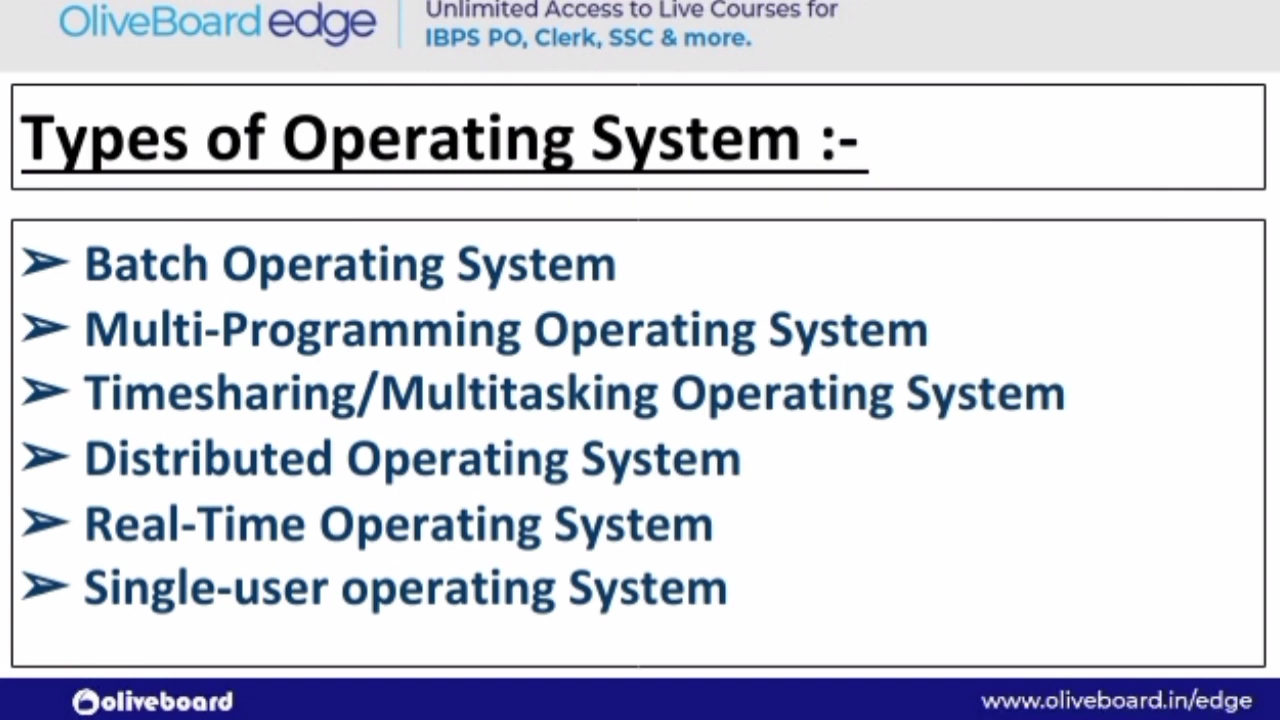 OliveBoard edge
Unlimited Access to Live Courses for
IBPS PO, Clerk, SSC & more.
Types of Operating System :-
➢ Batch Operating System
➢ Multi-Programming Operating System
➢ Timesharing/Multitasking Operating System
➢ Distributed Operating System
➢ Real-Time Operating System
➢ Single-user operating System
oliveboard
www.oliveboard.in/edge